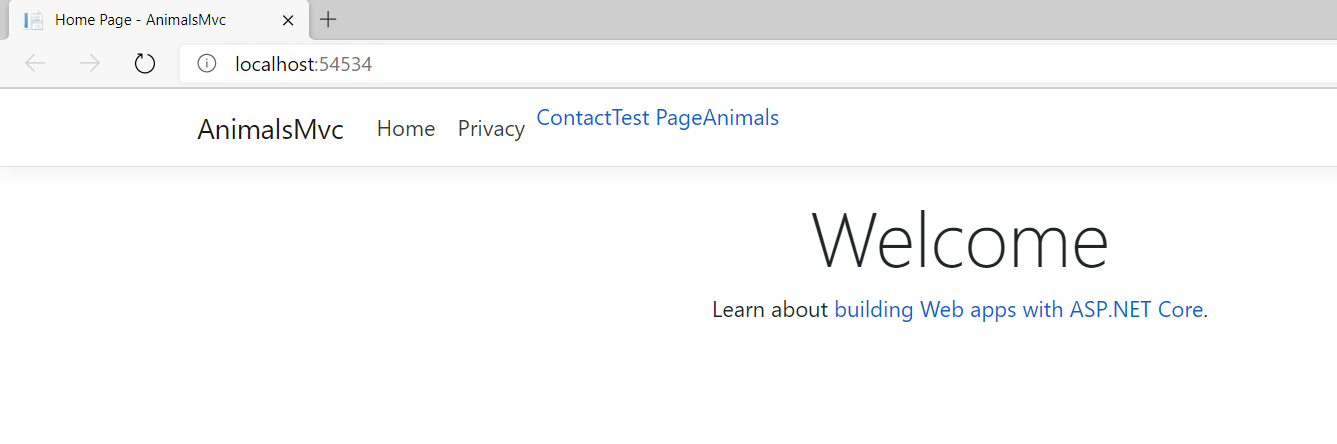 Home Page - AnimalsMvc
localhost:54534
AnimalsMvc Home Privacy ContactTest PageAnimals
Welcome
Learn about building Web apps with ASP.NET Core.